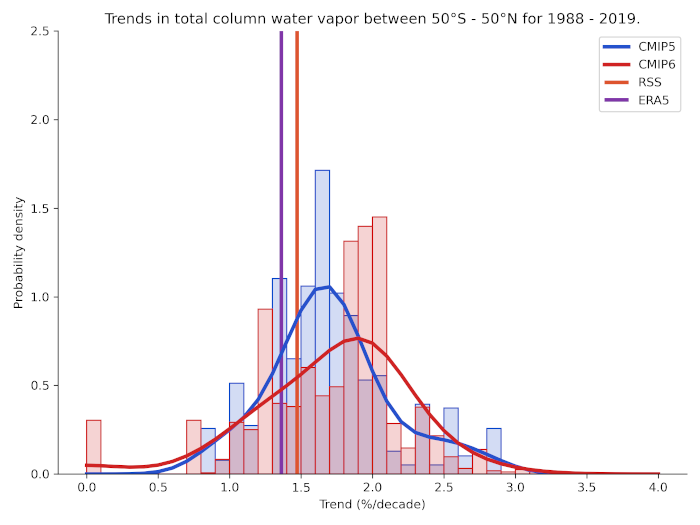 Trends in total column water vapor between 50°S - 50°N for 1988 - 2019.
2.5
2.0
1.5
1.0
0.5
0.0
Probability density
CMIP5
CMIP6
RSS
ERA5
0.0 0.5 1.0 1.5 2.0 2.5 3.0 3.5 4.0
Trend (%/decade)